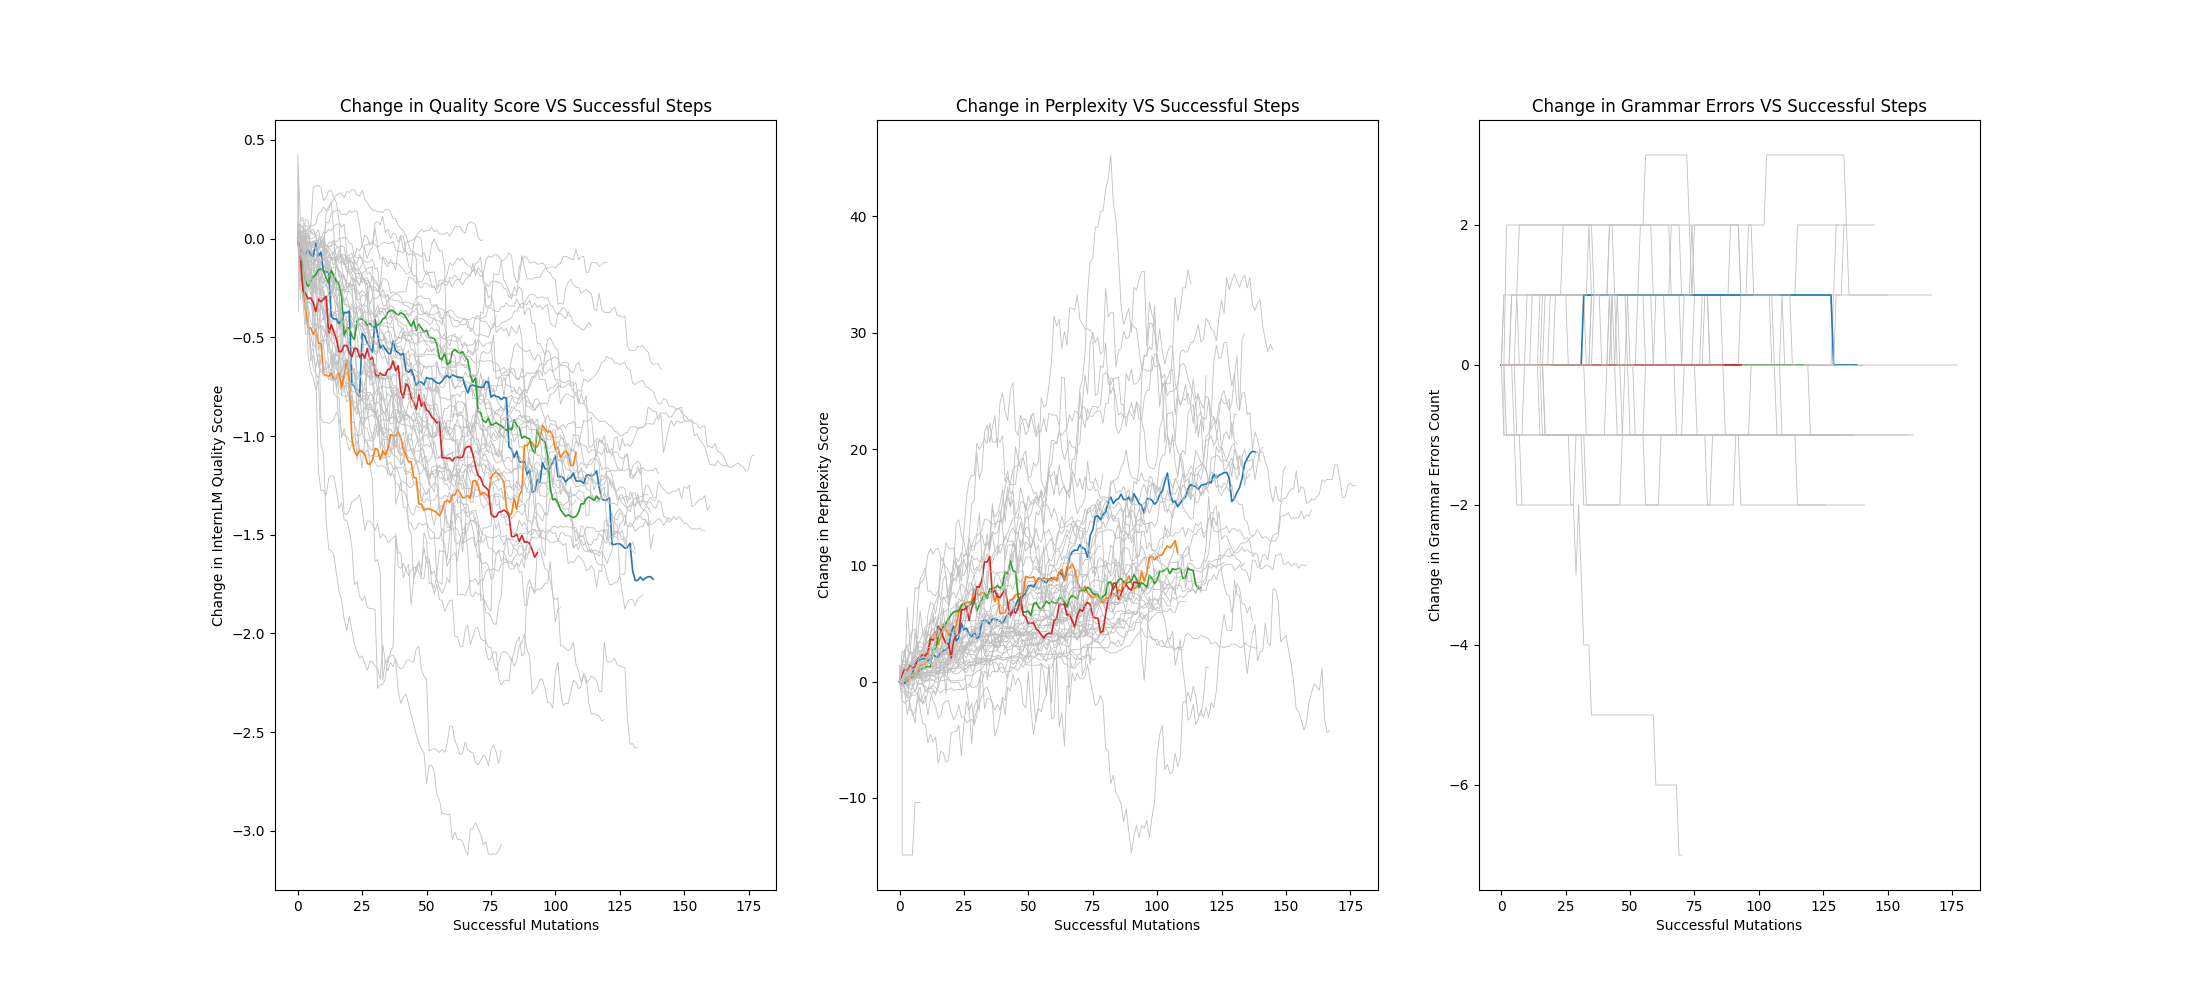 Change in Quality Score VS Successful Steps
Change in InternLM Quality Scoree
0.5
0.0
−0.5
−1.0
−1.5
−2.0
−2.5
−3.0
0 25 50 75 100 125 150 175
Successful Mutations
Change in Perplexity VS Successful Steps
Change in Perplexity Score
40
30
20
10
0
−10
0 25 50 75 100 125 150 175
Successful Mutations
Change in Grammar Errors VS Successful Steps
Change in Grammar Errors Count
2
0
−2
−4
−6
0 25 50 75 100 125 150 175
Successful Mutations